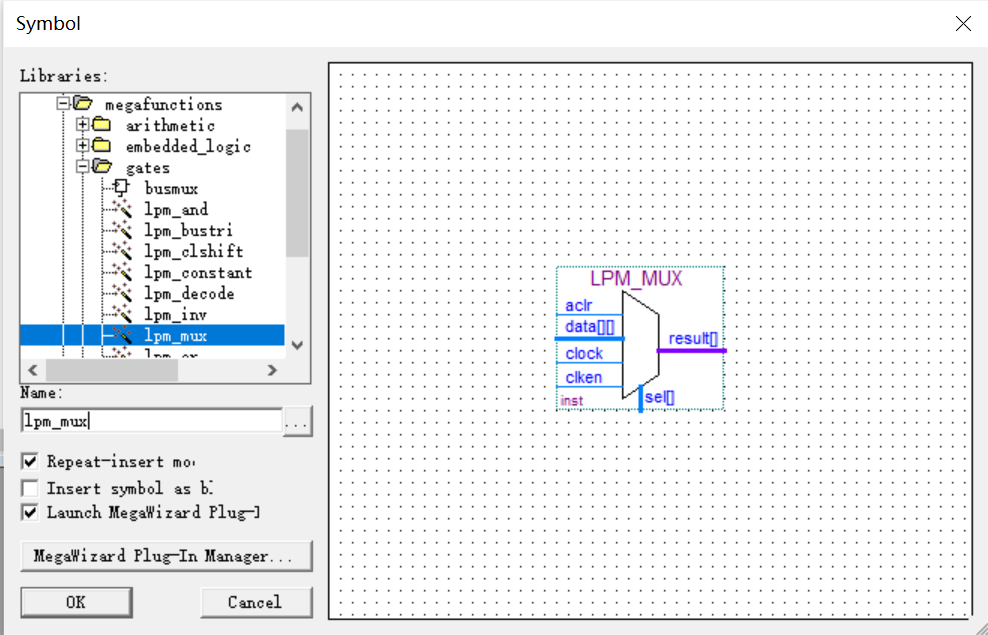 Symbol
Libraries:
megafunctions
arithmetic
embedded_logic
gates
busmux
lpm_and
lpm_bustri
lpm_clshift
lpm_constant
lpm_decode
lpm_inv
lpm_mux
Name:
lpm_mux
...
Repeat-insert mo
Insert symbol as
Launch MegaWizard Plug-
MegaWizard Plug-In Manager...
OK
Cancel
LPM_MUX
aclr
data[][]
result[]
clock
clken
sel[]
inst